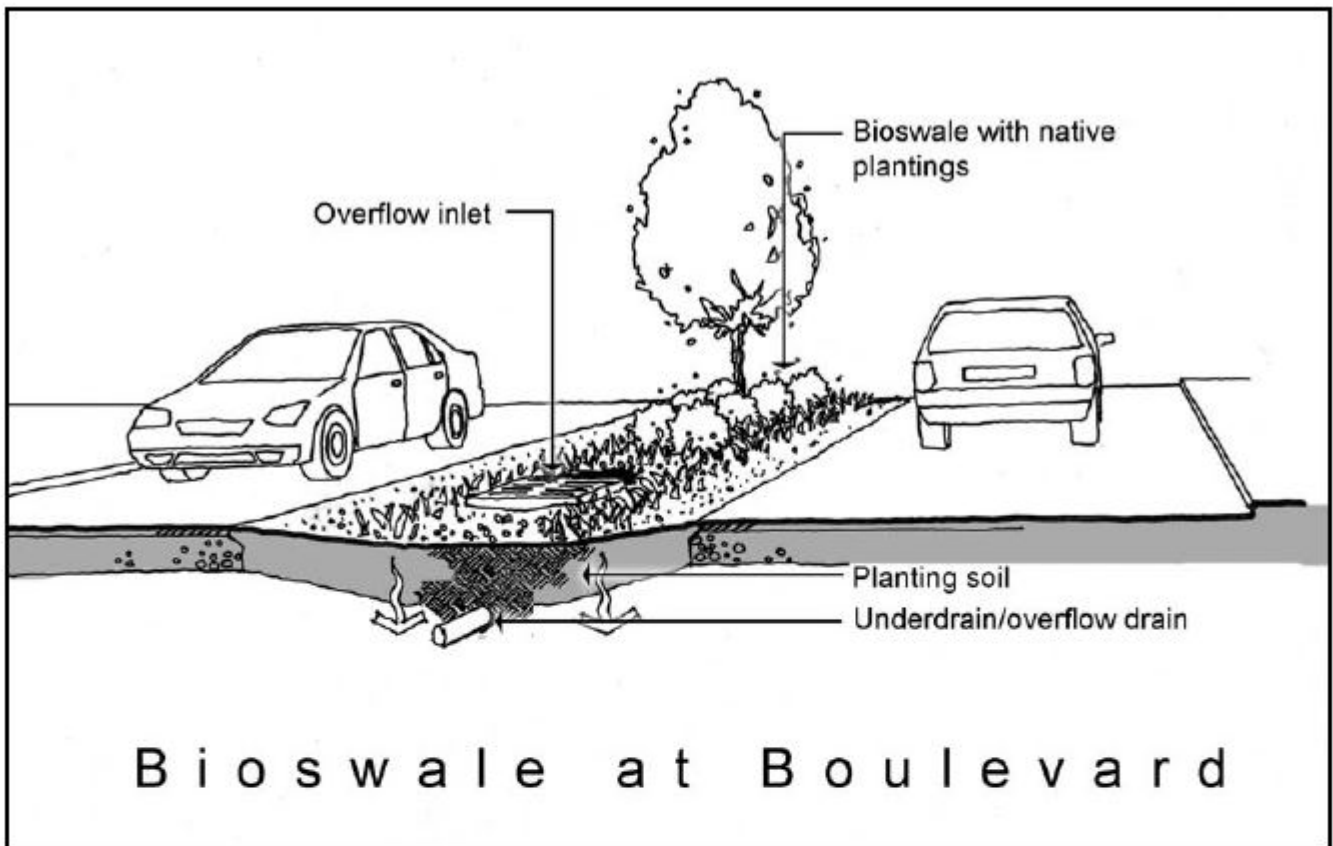 Bioswale with native
plantings
Overflow inlet
Planting soil
Underdrain/overflow drain
Bioswale at Boulevard